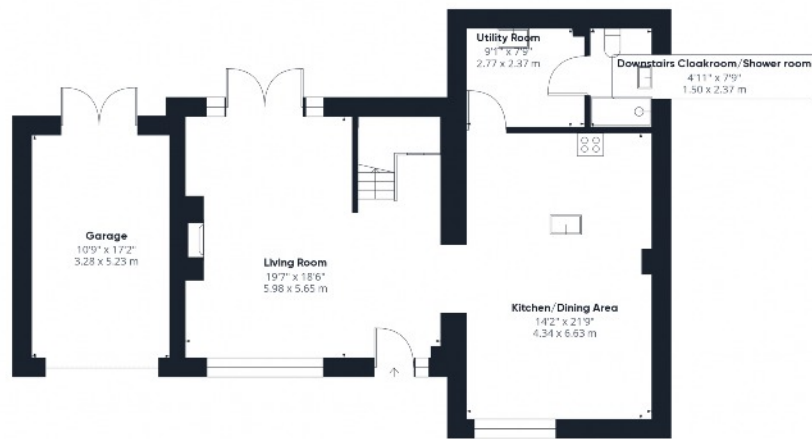 Utility Room
9'1" x 7'9"
2.77 x 2.37 m
Downstairs Cloakroom/Shower room
4'11" x 7'9"
1.50 x 2.37 m
Garage
10'9" x 17'2"
3.28 x 5.23 m
Living Room
19'7" x 18'6"
5.98 x 5.65 m
Kitchen/Dining Area
14'2" x 21'9"
4.34 x 6.63 m